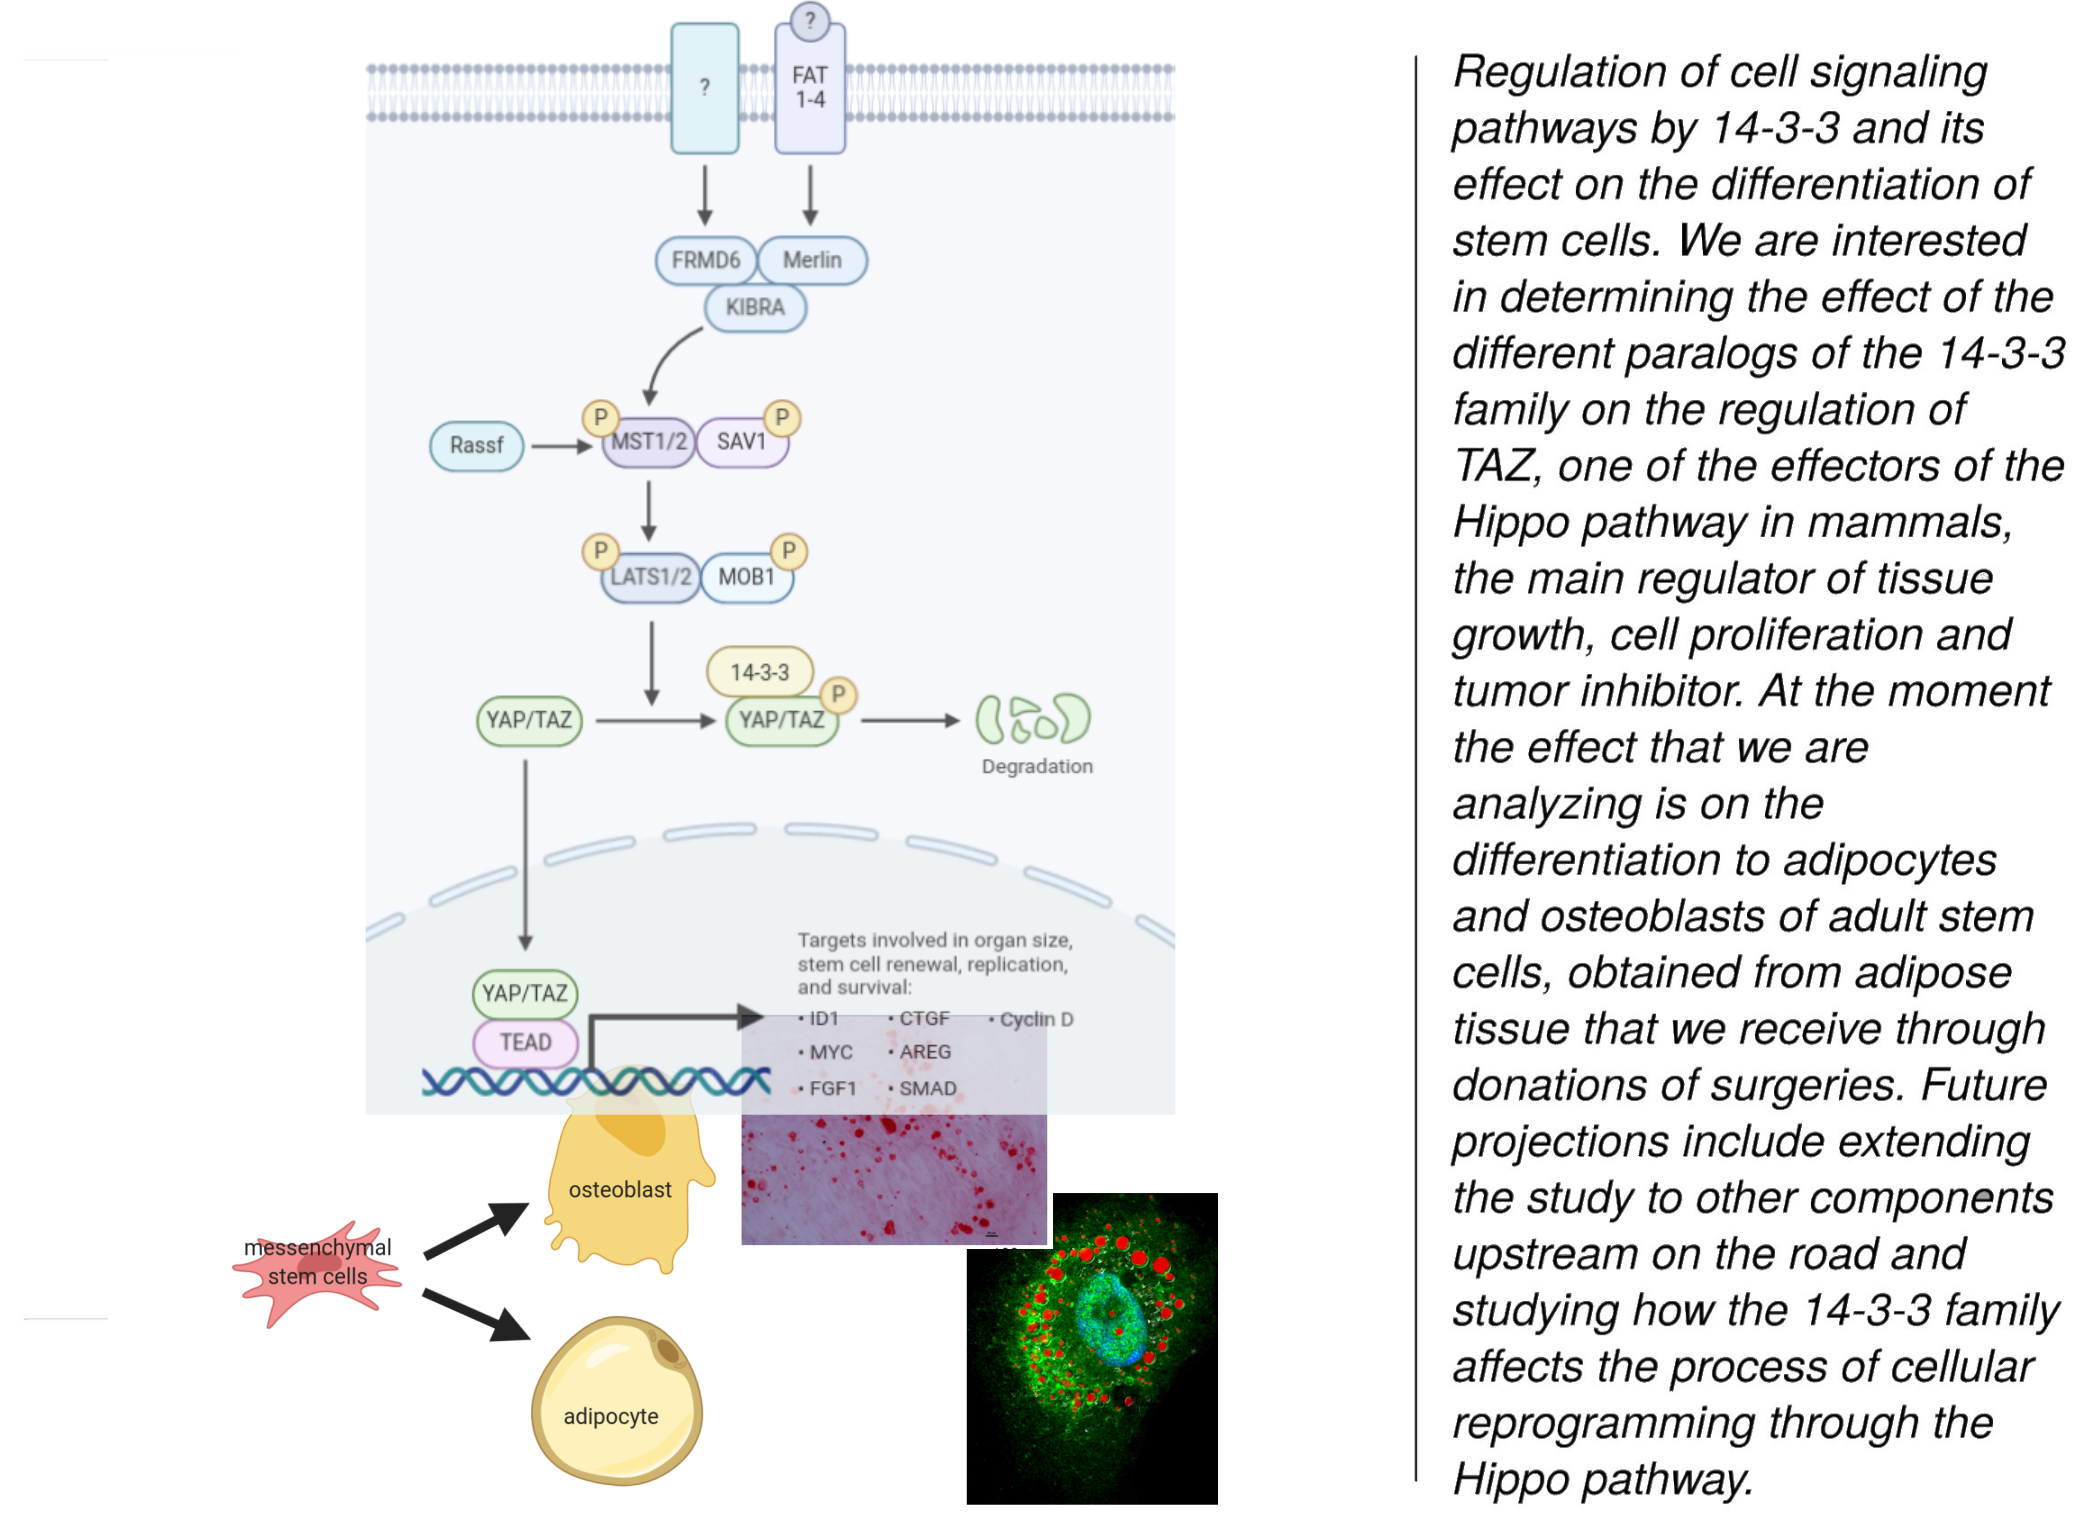 ?
?
FAT
1-4
FRMD6
Merlin
KIBRA
P
P
Rassf
MST1/2
SAV1
P
P
LATS1/2
MOB1
14-3-3
P
YAP/TAZ
YAP/TAZ
Degradation
Targets involved in organ size,
stem cell renewal, replication,
and survival:
• ID1 • CTGF • Cyclin D
• MYC • AREG
• FGF1 • SMAD
YAP/TAZ
TEAD
osteoblast
messenchymal
stem cells
adipocyte
Regulation of cell signaling
pathways by 14-3-3 and its
effect on the differentiation of
stem cells. We are interested
in determining the effect of the
different paralogs of the 14-3-3
family on the regulation of
TAZ, one of the effectors of the
Hippo pathway in mammals,
the main regulator of tissue
growth, cell proliferation and
tumor inhibitor. At the moment
the effect that we are
analyzing is on the
differentiation to adipocytes
and osteoblasts of adult stem
cells, obtained from adipose
tissue that we receive through
donations of surgeries. Future
projections include extending
the study to other components
upstream on the road and
studying how the 14-3-3 family
affects the process of cellular
reprogramming through the
Hippo pathway.